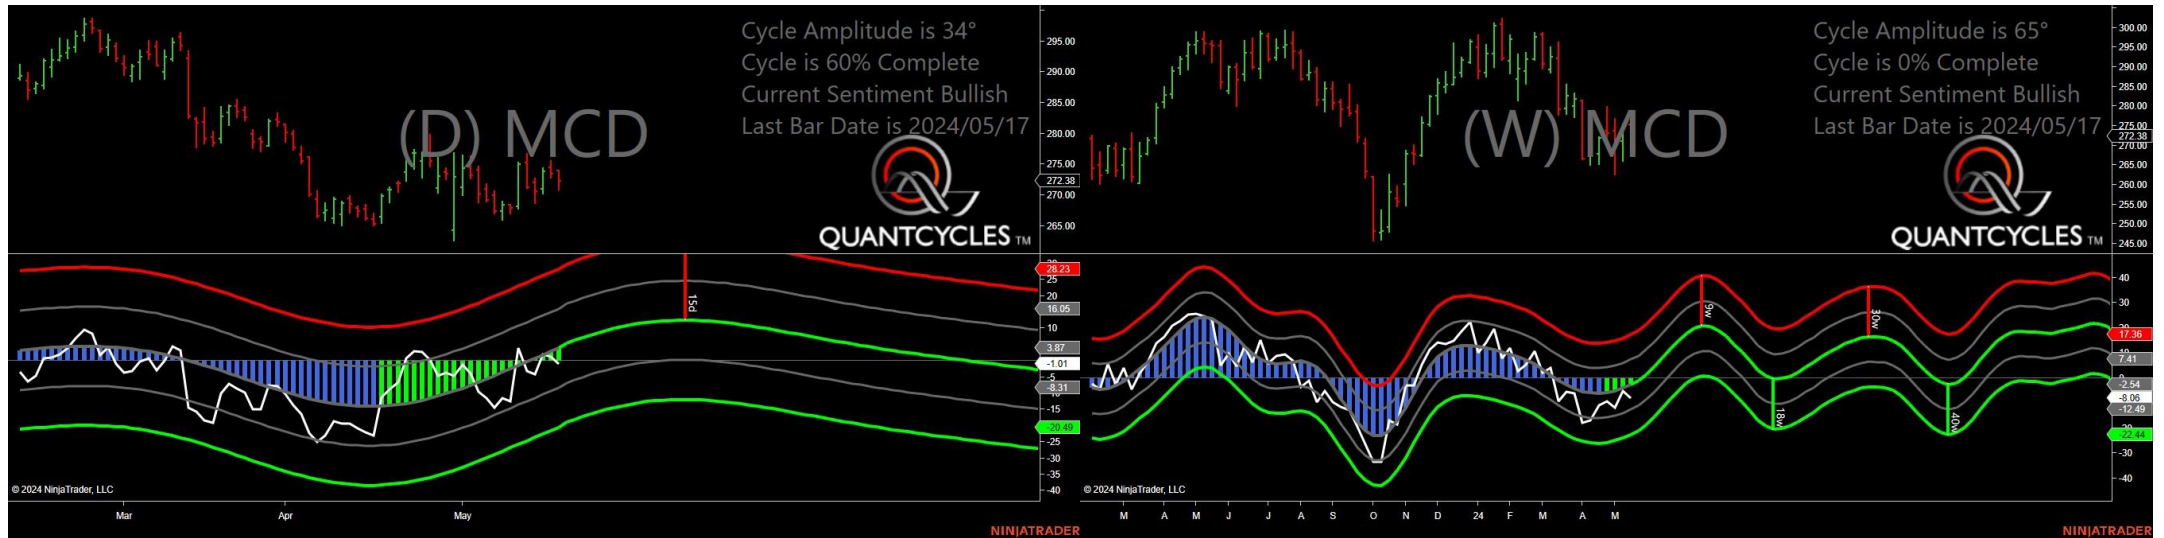 Cycle Amplitude is 34°
Cycle is 60% Complete
Current Sentiment Bullish
Last Bar Date is 2024/05/17
(D) MCD
QUANTCYCLES TM
295.00
290.00
285.00
280.00
275.00
272.38
270.00
265.00
28.23
25
20
16.05
10
3.87
-1.01
-5
-8.31
-15
-20.49
-25
-30
-35
-40
15d
© 2024 NinjaTrader, LLC
Mar
Apr
May
NINJATRADER
Cycle Amplitude is 65°
Cycle is 0% Complete
Current Sentiment Bullish
Last Bar Date is 2024/05/17
(W) MCD
QUANTCYCLES TM
300.00
295.00
290.00
285.00
280.00
275.00
272.38
270.00
265.00
260.00
255.00
250.00
245.00
40
30
17.36
7.41
-2.54
-8.06
-12.49
-22.44
-30
-40
9w
18w
30w
40w
© 2024 NinjaTrader, LLC
M A M J J A S O N D 24 F M A M
NINJATRADER